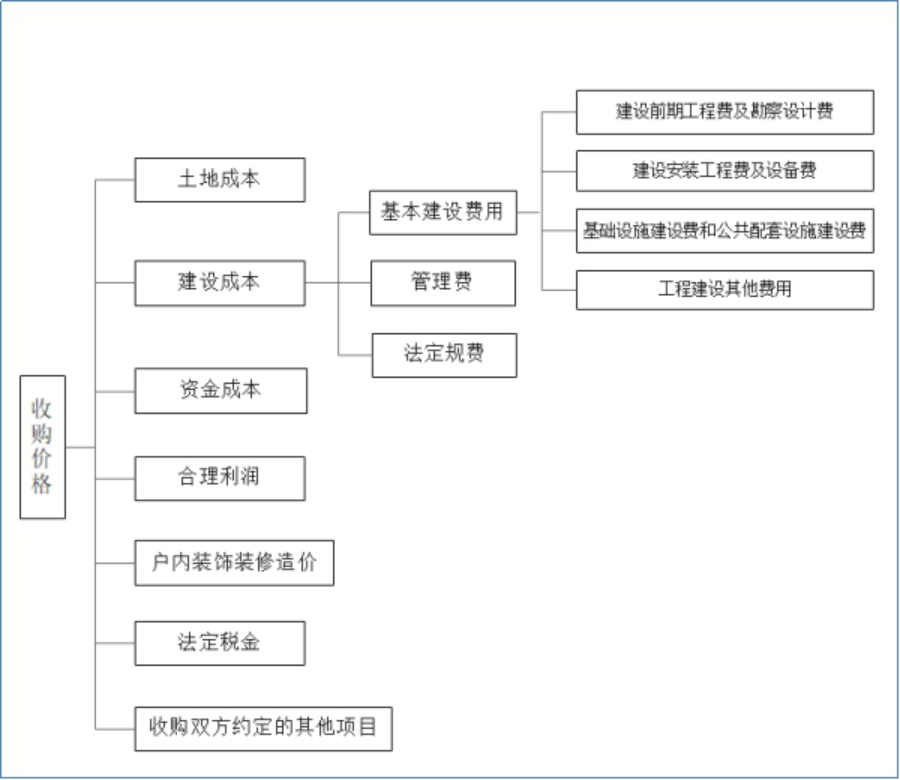 收购价格
土地成本
建设成本
资金成本
合理利润
户内装饰装修造价
法定税金
收购双方约定的其他项目
基本建设费用
管理费
法定规费
建设前期工程费及勘察设计费
建设安装工程费及设备费
基础设施建设费和公共配套设施建设费
工程建设其他费用